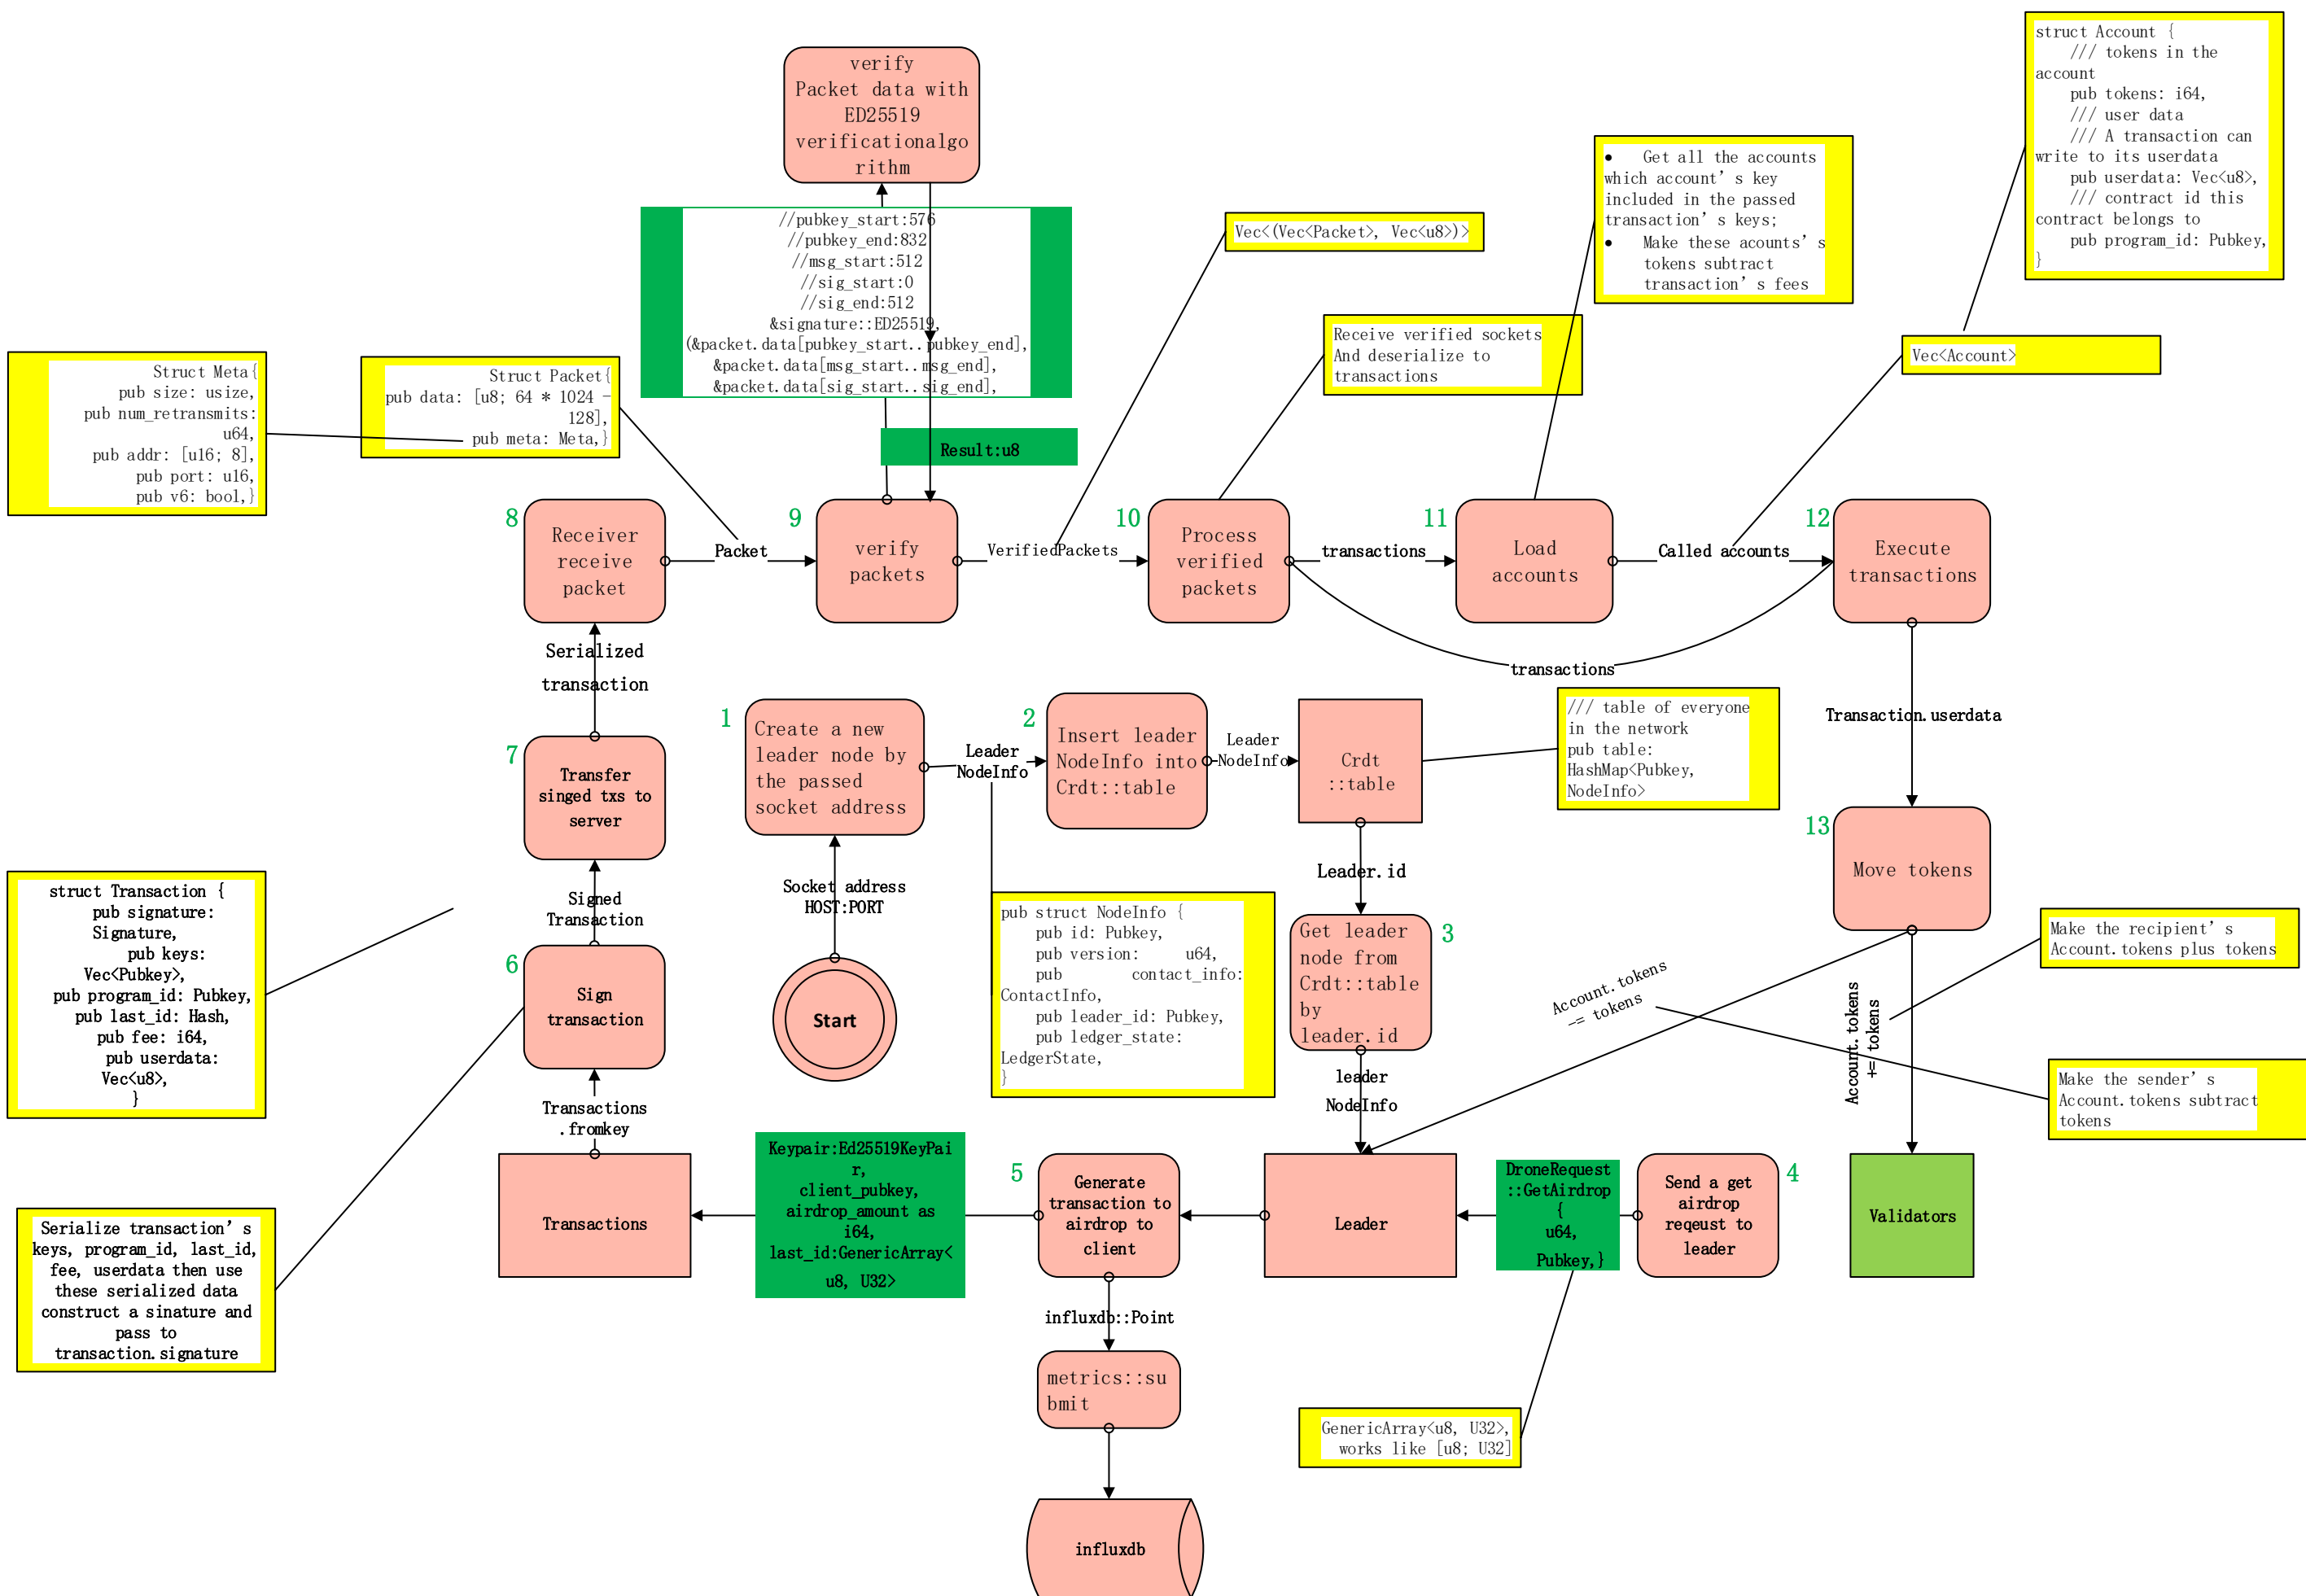 struct Account {
/// tokens in the
account
pub tokens: i64,
/// user data
/// A transaction can
write to its userdata
pub userdata: Vec<u8>,
/// contract id this
contract belongs to
pub program_id: Pubkey,
}
verify
Packet data with
ED25519
verificationalgo
rithm
● Get all the accounts
which account’s key
included in the passed
transaction’s keys;
● Make these acounts’s
tokens subtract
transaction’s fees
//pubkey_start:576
//pubkey_end:832
//msg_start:512
//sig_start:0
//sig_end:512
&signature::ED25519,
(&packet.data[pubkey_start..pubkey_end],
&packet.data[msg_start..msg_end],
&packet.data[sig_start..sig_end],
Vec<(Vec<Packet>, Vec<u8>)>
Receive verified sockets
And deserialize to
transactions
Vec<Account>
Struct Meta{
pub size: usize,
pub num_retransmits:
u64,
pub addr: [u16; 8],
pub port: u16,
pub v6: bool,}
Struct Packet{
pub data: [u8; 64 * 1024 -
128],
pub meta: Meta,}
Result:u8
8
Receiver
receive
packet
Packet
9
verify
packets
VerifiedPackets
10
Process
verified
packets
transactions
11
Load
accounts
Called accounts
12
Execute
transactions
transactions
Serialized
transaction
1
Create a new
leader node by
the passed
socket address
Leader
NodeInfo
2
Insert leader
NodeInfo into
Crdt::table
Leader
NodeInfo
Crdt
::table
/// table of everyone
in the network
pub table:
HashMap<Pubkey,
NodeInfo>
Transaction.userdata
7
Transfer
singed txs to
server
13
Move tokens
Signed
Transaction
Socket address
HOST:PORT
Leader.id
struct Transaction {
pub signature:
Signature,
pub keys:
Vec<Pubkey>,
pub program_id: Pubkey,
pub last_id: Hash,
pub fee: i64,
pub userdata:
Vec<u8>,
}
6
Sign
transaction
Start
pub struct NodeInfo {
pub id: Pubkey,
pub version: u64,
pub contact_info:
ContactInfo,
pub leader_id: Pubkey,
pub ledger_state:
LedgerState,
}
3
Get leader
node from
Crdt::table
by
leader.id
Account.tokens
-= tokens
Account.tokens
+= tokens
Make the recipient’s
Account.tokens plus tokens
Make the sender’s
Account.tokens subtract
tokens
leader
NodeInfo
Transactions
.fromkey
Transactions
Keypair:Ed25519KeyPai
r,
client_pubkey,
airdrop_amount as
i64,
last_id:GenericArray<
u8, U32>
5
Generate
transaction to
airdrop to
client
Leader
DroneRequest
::GetAirdrop
{
u64,
Pubkey,}
4
Send a get
airdrop
reqeust to
leader
Validators
Serialize transaction’s
keys, program_id, last_id,
fee, userdata then use
these serialized data
construct a sinature and
pass to
transaction.signature
influxdb::Point
metrics::su
bmit
GenericArray<u8, U32>,
works like [u8; U32]
influxdb